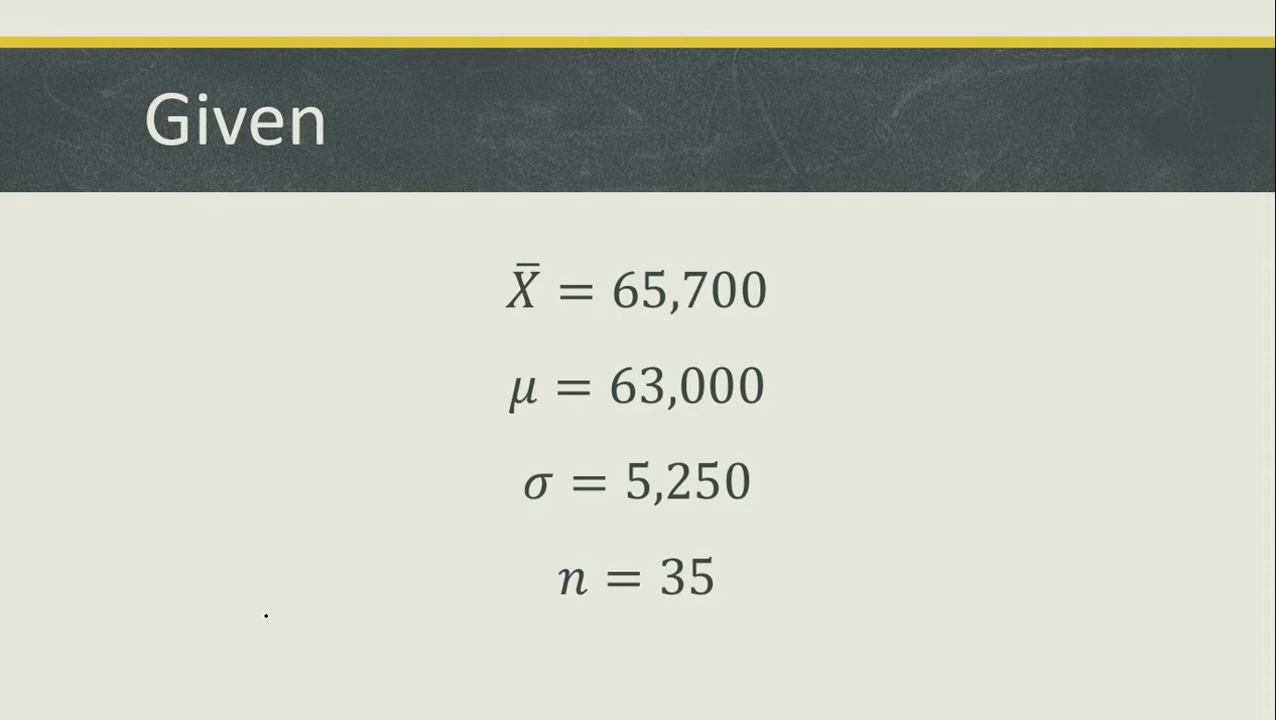 Given
X̄ = 65,700
μ = 63,000
σ = 5,250
n = 35